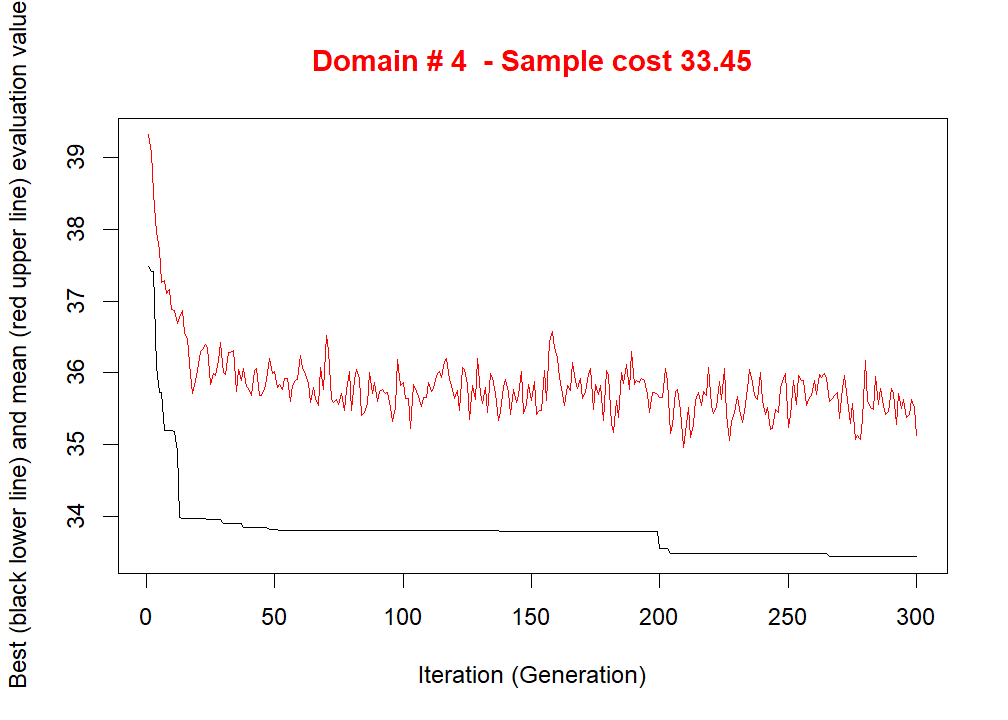 Domain # 4  - Sample cost 33.45
Best (black lower line) and mean (red upper line) evaluation value
39
38
37
36
35
34
0 50 100 150 200 250 300
Iteration (Generation)